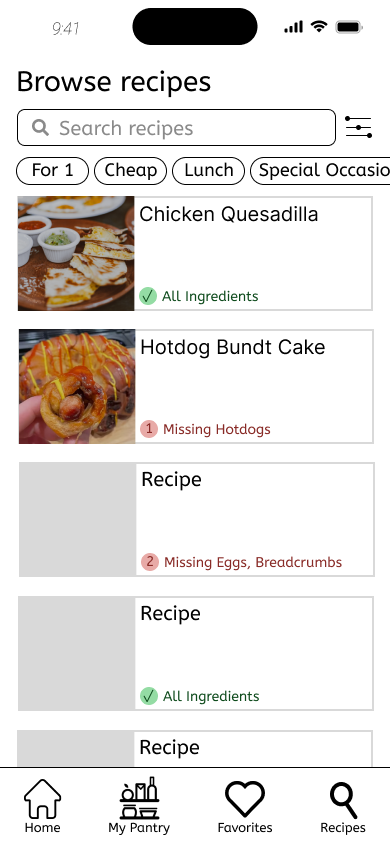 9:41
Browse recipes
Search recipes
For 1
Cheap
Lunch
Special Occasio
Chicken Quesadilla
✓ All Ingredients
Hotdog Bundt Cake
1 Missing Hotdogs
Recipe
2 Missing Eggs, Breadcrumbs
Recipe
✓ All Ingredients
Recipe
Home
My Pantry
Favorites
Recipes